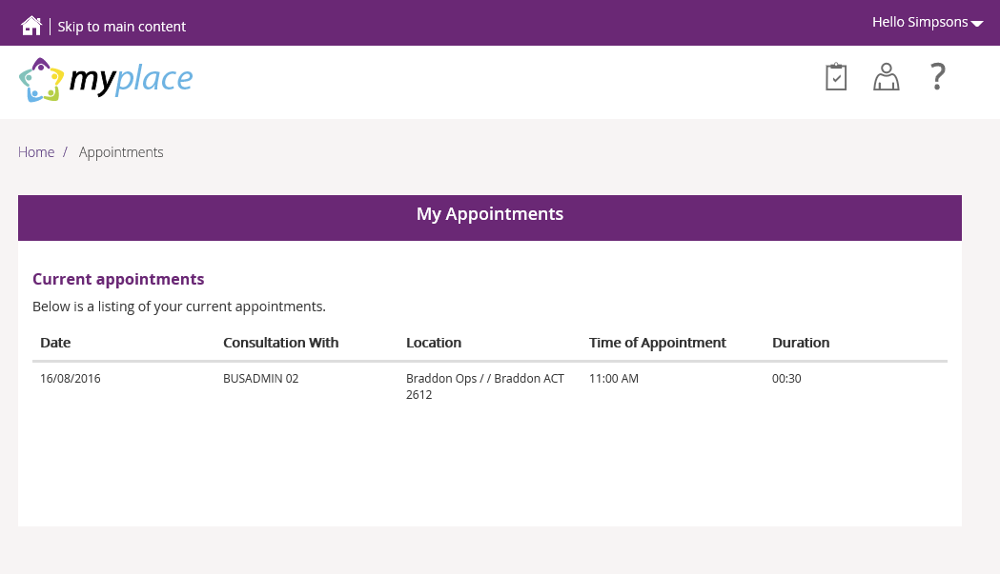 Skip to main content
Hello Simpsons
myplace
?
Home / Appointments
My Appointments
Current appointments
Below is a listing of your current appointments.
Date Consultation With Location Time of Appointment Duration
16/08/2016 BUSADMIN 02 Braddon Ops / / Braddon ACT 11:00 AM 00:30
2612